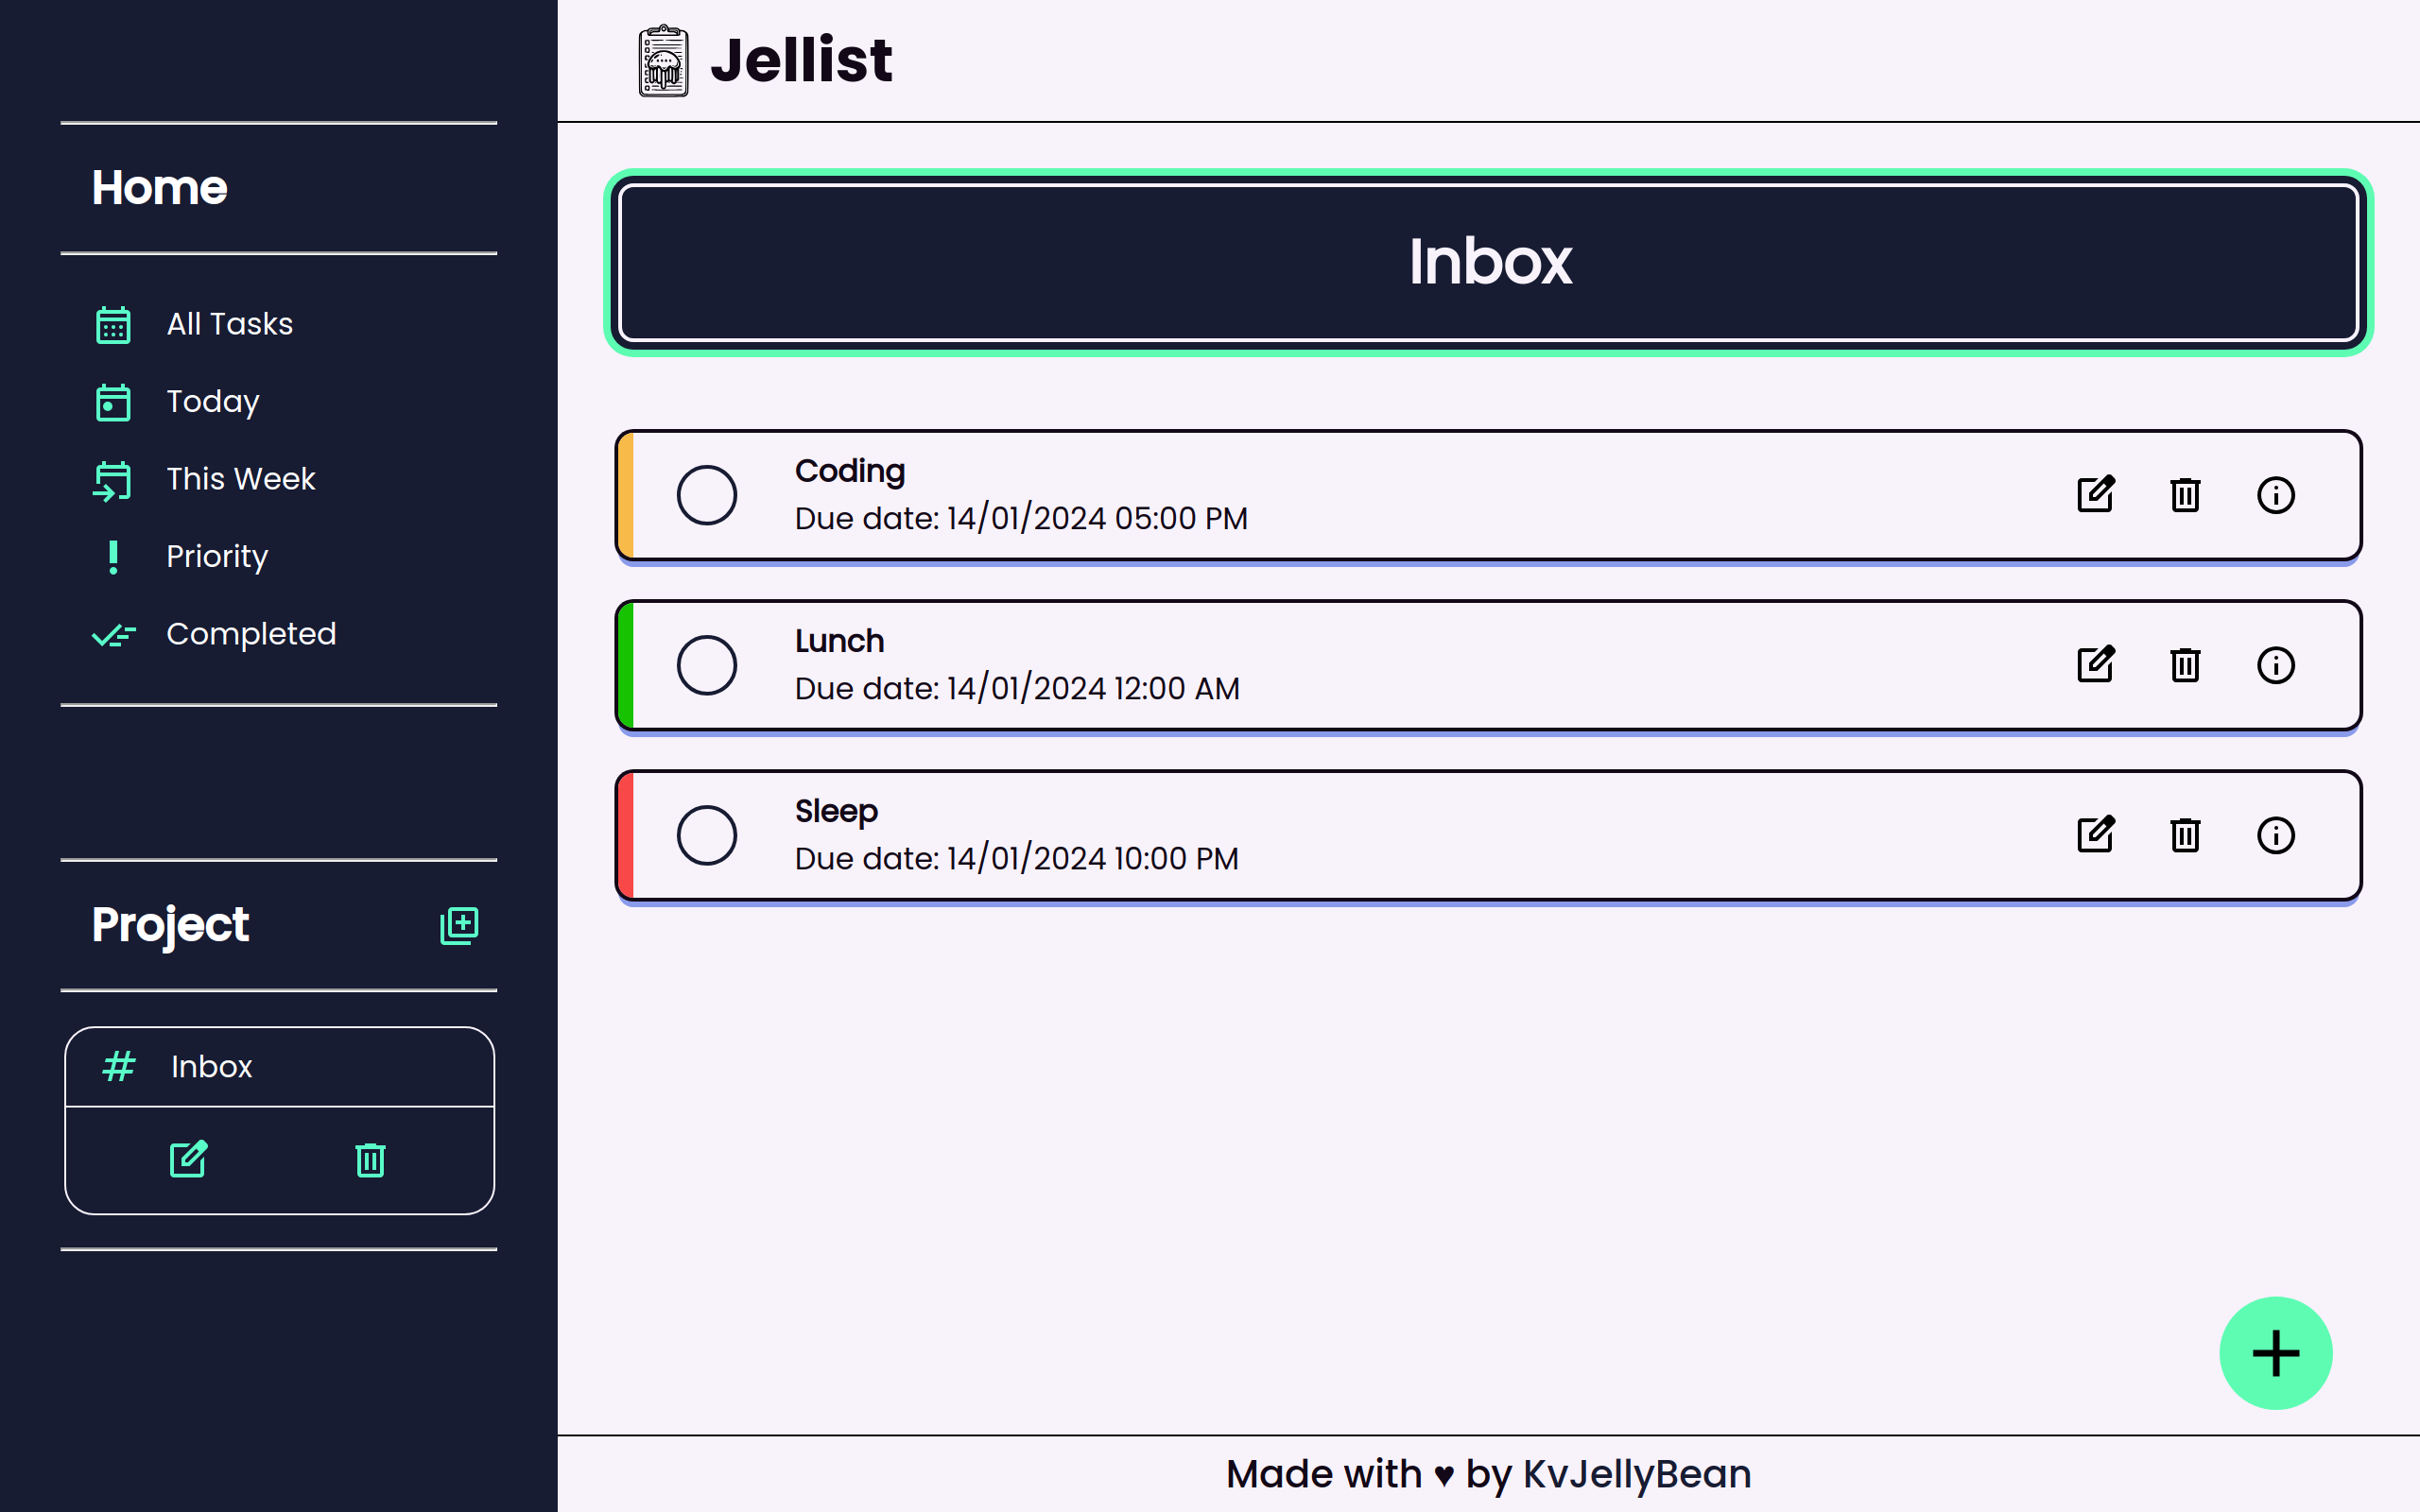 Jellist
Home
All Tasks
Today
This Week
Priority
Completed
Project
Inbox
Inbox
Coding
Due date: 14/01/2024 05:00 PM
Lunch
Due date: 14/01/2024 12:00 AM
Sleep
Due date: 14/01/2024 10:00 PM
Made with ♥ by KvJellyBean